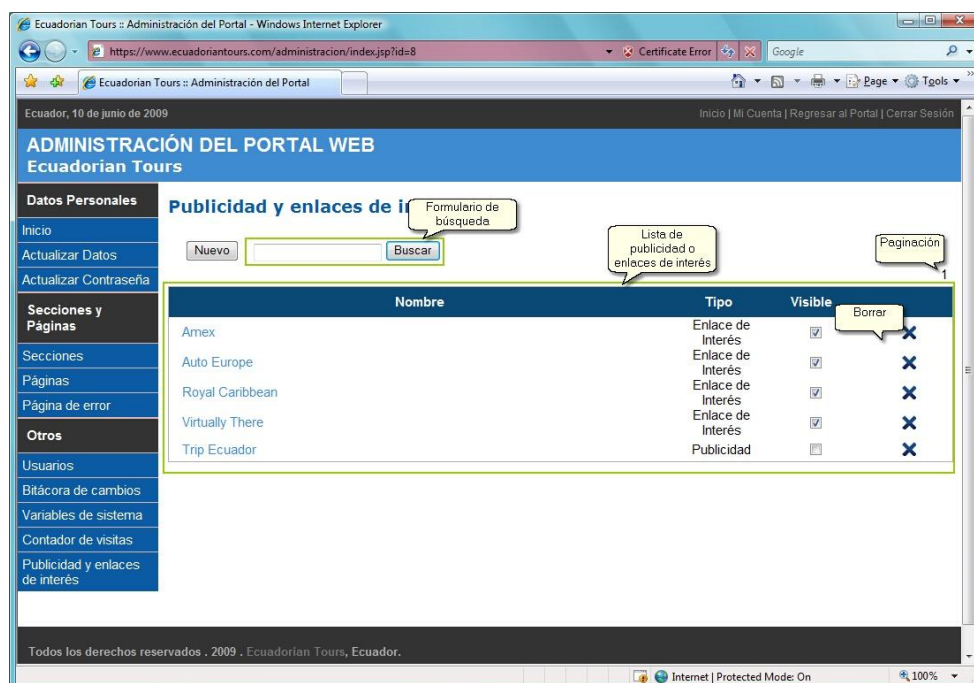 Ecuadorian Tours :: Administración del Portal - Windows Internet Explorer
https://www.ecuadoriantours.com/administracion/index.jsp?id=8
Certificate Error
Google
Ecuadorian Tours :: Administración del Portal
Page
Tools
Ecuador, 10 de junio de 2009
Inicio | Mi Cuenta | Regresar al Portal | Cerrar Sesión
ADMINISTRACIÓN DEL PORTAL WEB
Ecuadorian Tours
Datos Personales
Inicio
Actualizar Datos
Actualizar Contraseña
Secciones y
Páginas
Secciones
Páginas
Página de error
Otros
Usuarios
Bitácora de cambios
Variables de sistema
Contador de visitas
Publicidad y enlaces
de interés
Publicidad y enlaces de
Formulario de
búsqueda
Nuevo
Buscar
Lista de
publicidad o
enlaces de interés
Paginación
1
Nombre
Tipo
Visible
Borrar
Amex
Enlace de
Interés
Auto Europe
Enlace de
Interés
Royal Caribbean
Enlace de
Interés
Virtually There
Enlace de
Interés
Trip Ecuador
Publicidad
Todos los derechos reservados . 2009 . Ecuadorian Tours, Ecuador.
Internet | Protected Mode: On
100%